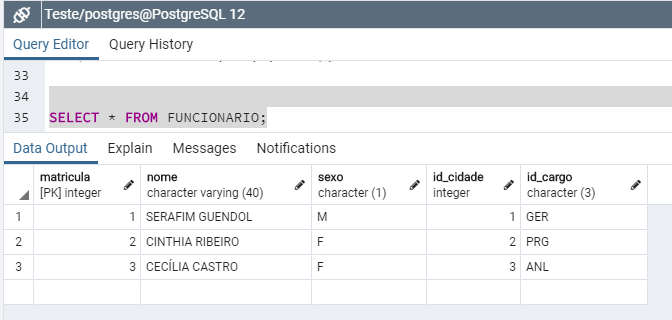 Teste/postgres@PostgreSQL 12
Query Editor Query History
33
34
35 SELECT * FROM FUNCIONARIO;
Data Output Explain Messages Notifications
matricula nome sexo id_cidade id_cargo
[PK] integer character varying (40) character (1) integer character (3)
1 1 SERAFIM GUENDOL M 1 GER
2 2 CINTHIA RIBEIRO F 2 PRG
3 3 CECÍLIA CASTRO F 3 ANL